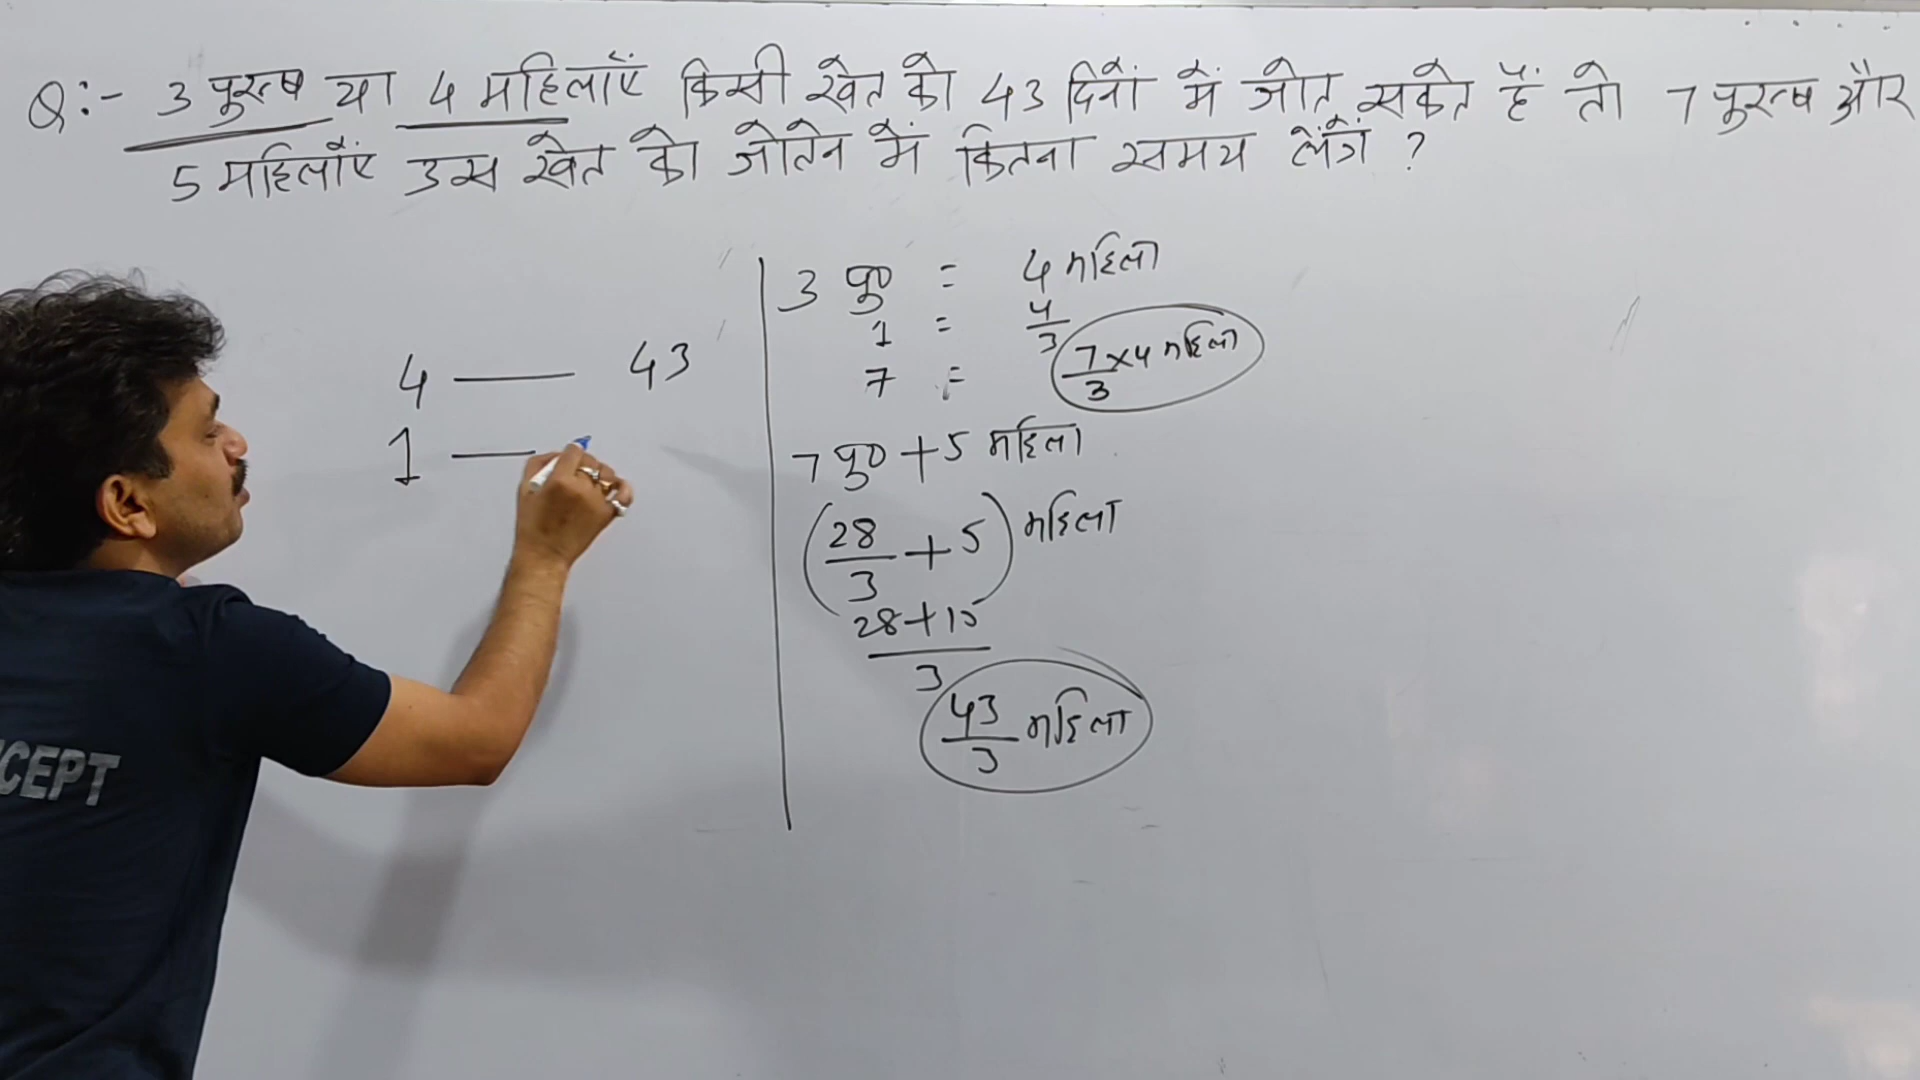 Q:- 3 पुरुष या 4 महिलाएँ किसी खेत को 43 दिनों में जोत सकते हैं तो 7 पुरुष और
5 महिलाएँ उस खेत को जोतने में कितना समय लेंगे ?
4 — 43
1 —
3 पु० = 4 महिला
1 = 4/3
7 = 7/3 × 4 महिला
7 पु० + 5 महिला
(28/3 + 5) महिला
28+15/3
43/3 महिला
CEPT